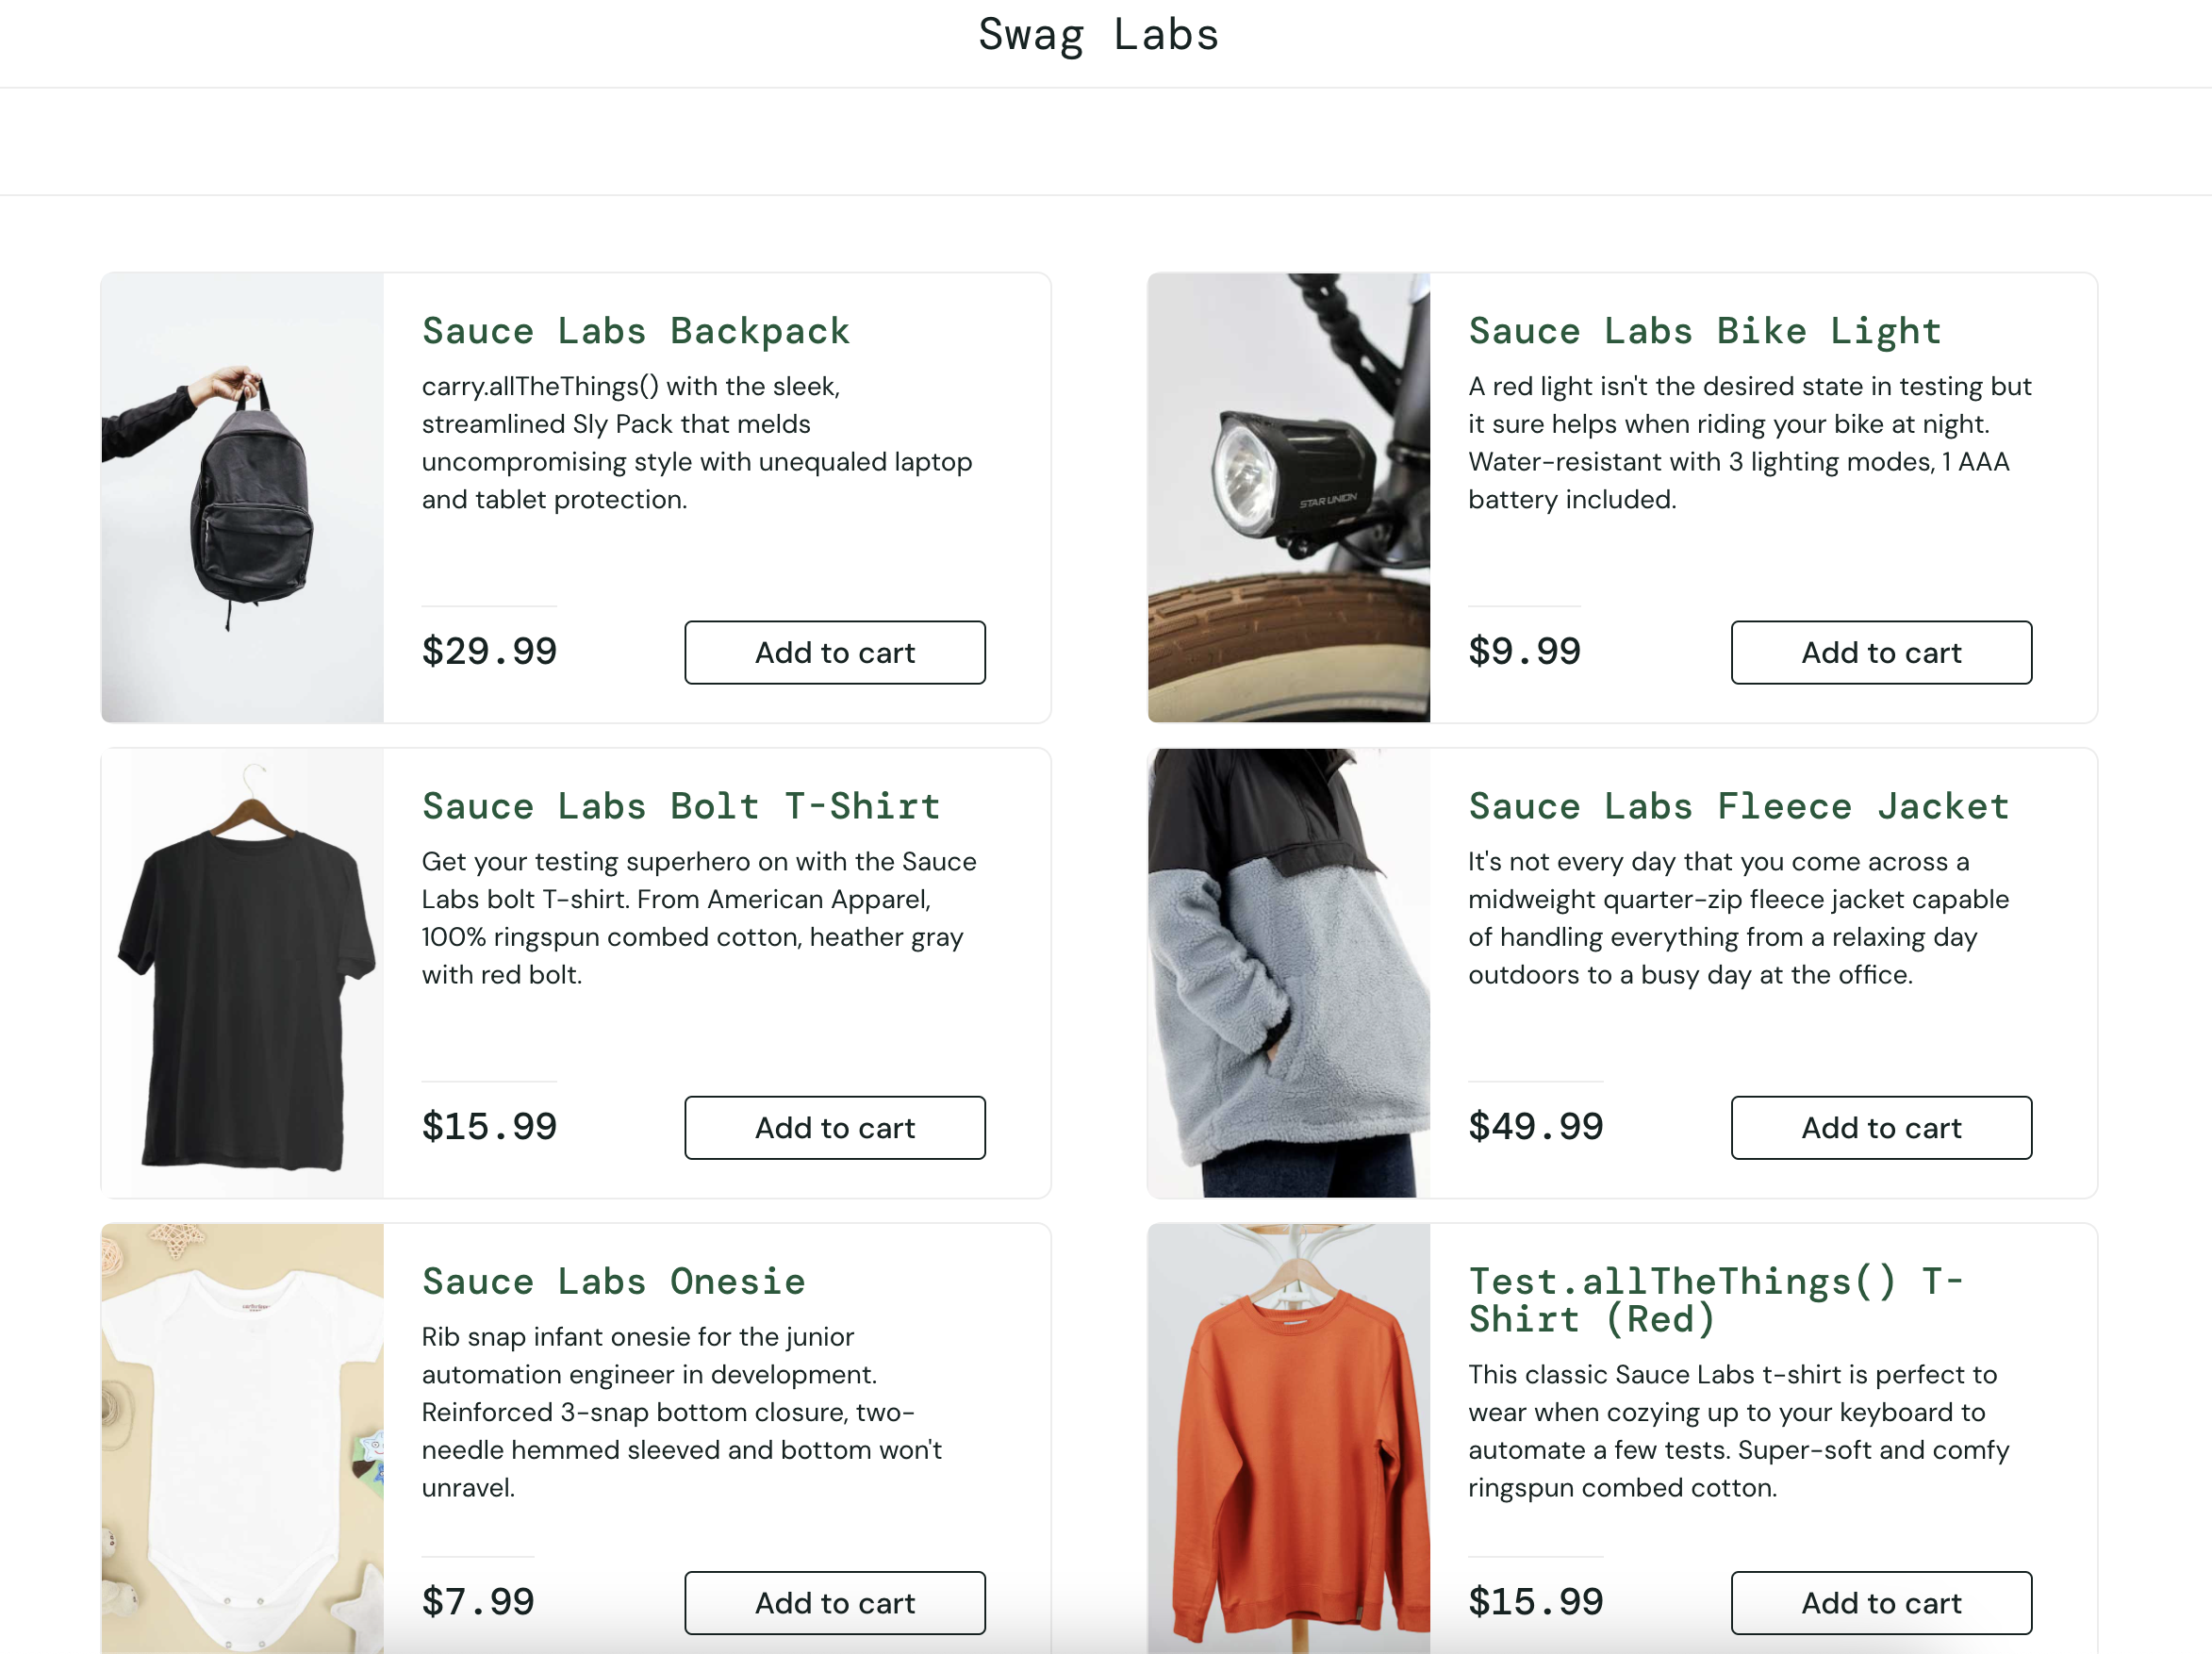 Swag Labs
Sauce Labs Backpack
carry.allTheThings() with the sleek,
streamlined Sly Pack that melds
uncompromising style with unequaled laptop
and tablet protection.
$29.99
Add to cart
STAR UNION
Sauce Labs Bike Light
A red light isn't the desired state in testing but
it sure helps when riding your bike at night.
Water-resistant with 3 lighting modes, 1 AAA
battery included.
$9.99
Add to cart
Sauce Labs Bolt T-Shirt
Get your testing superhero on with the Sauce
Labs bolt T-shirt. From American Apparel,
100% ringspun combed cotton, heather gray
with red bolt.
$15.99
Add to cart
Sauce Labs Fleece Jacket
It's not every day that you come across a
midweight quarter-zip fleece jacket capable
of handling everything from a relaxing day
outdoors to a busy day at the office.
$49.99
Add to cart
Sauce Labs Onesie
Rib snap infant onesie for the junior
automation engineer in development.
Reinforced 3-snap bottom closure, two-
needle hemmed sleeved and bottom won't
unravel.
$7.99
Add to cart
Test.allTheThings() T-
Shirt (Red)
This classic Sauce Labs t-shirt is perfect to
wear when cozying up to your keyboard to
automate a few tests. Super-soft and comfy
ringspun combed cotton.
$15.99
Add to cart